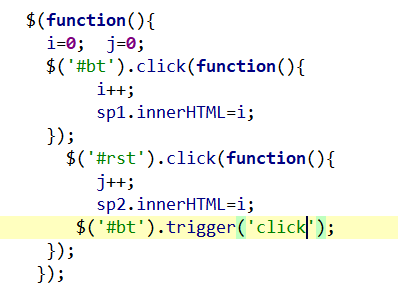 $(function(){
i=0; j=0;
$('#bt').click(function(){
i++;
sp1.innerHTML=i;
});
$('#rst').click(function(){
j++;
sp2.innerHTML=i;
$('#bt').trigger('click');
});
});